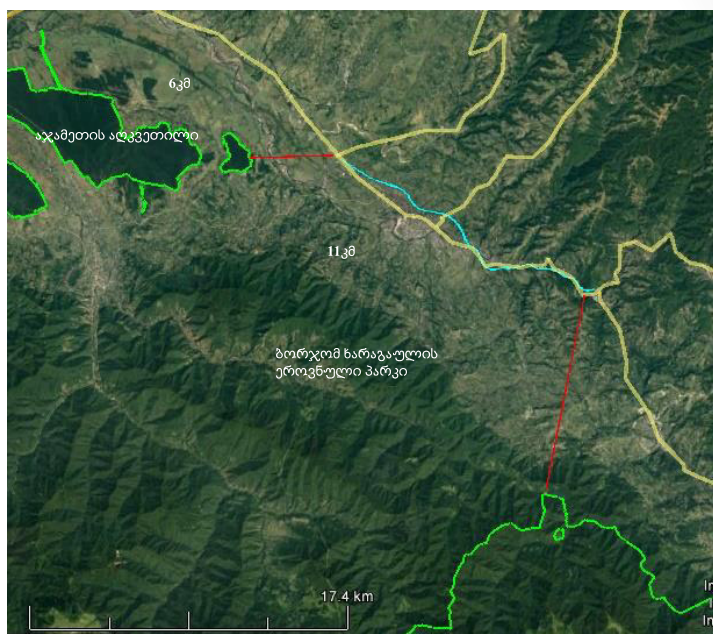 6კმ
აჯამეთის აღკვეთილი
11კმ
ბორჯომ ხარაგაულის
ეროვნული პარკი
17.4 km